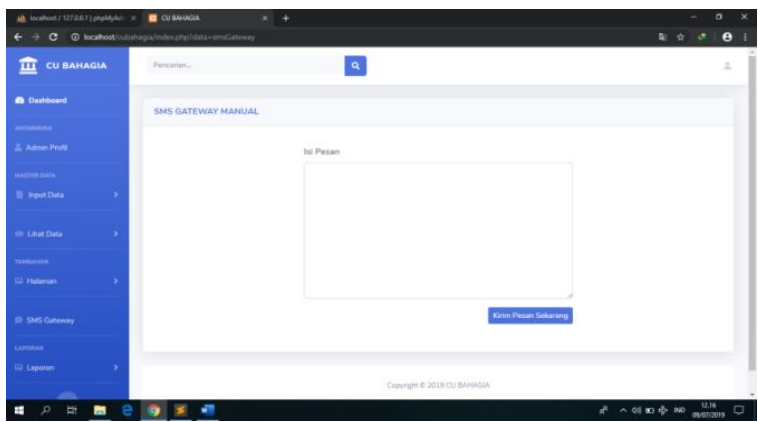 localhost / 127.0.0.1 | phpMyAd
CU BAHAGIA
localhost/cubahagia/index.php?data=smsGateway
CU BAHAGIA
Pencarian...
Dashboard
SMS GATEWAY MANUAL
ANTARMUKA
Admin Profil
Isi Pesan
MASTER DATA
Input Data
Lihat Data
TAMBAHAN
Halaman
SMS Gateway
Kirim Pesan Sekarang
LAPORAN
Laporan
Copyright © 2019 CU BAHAGIA
IND
12.16
09/07/2019